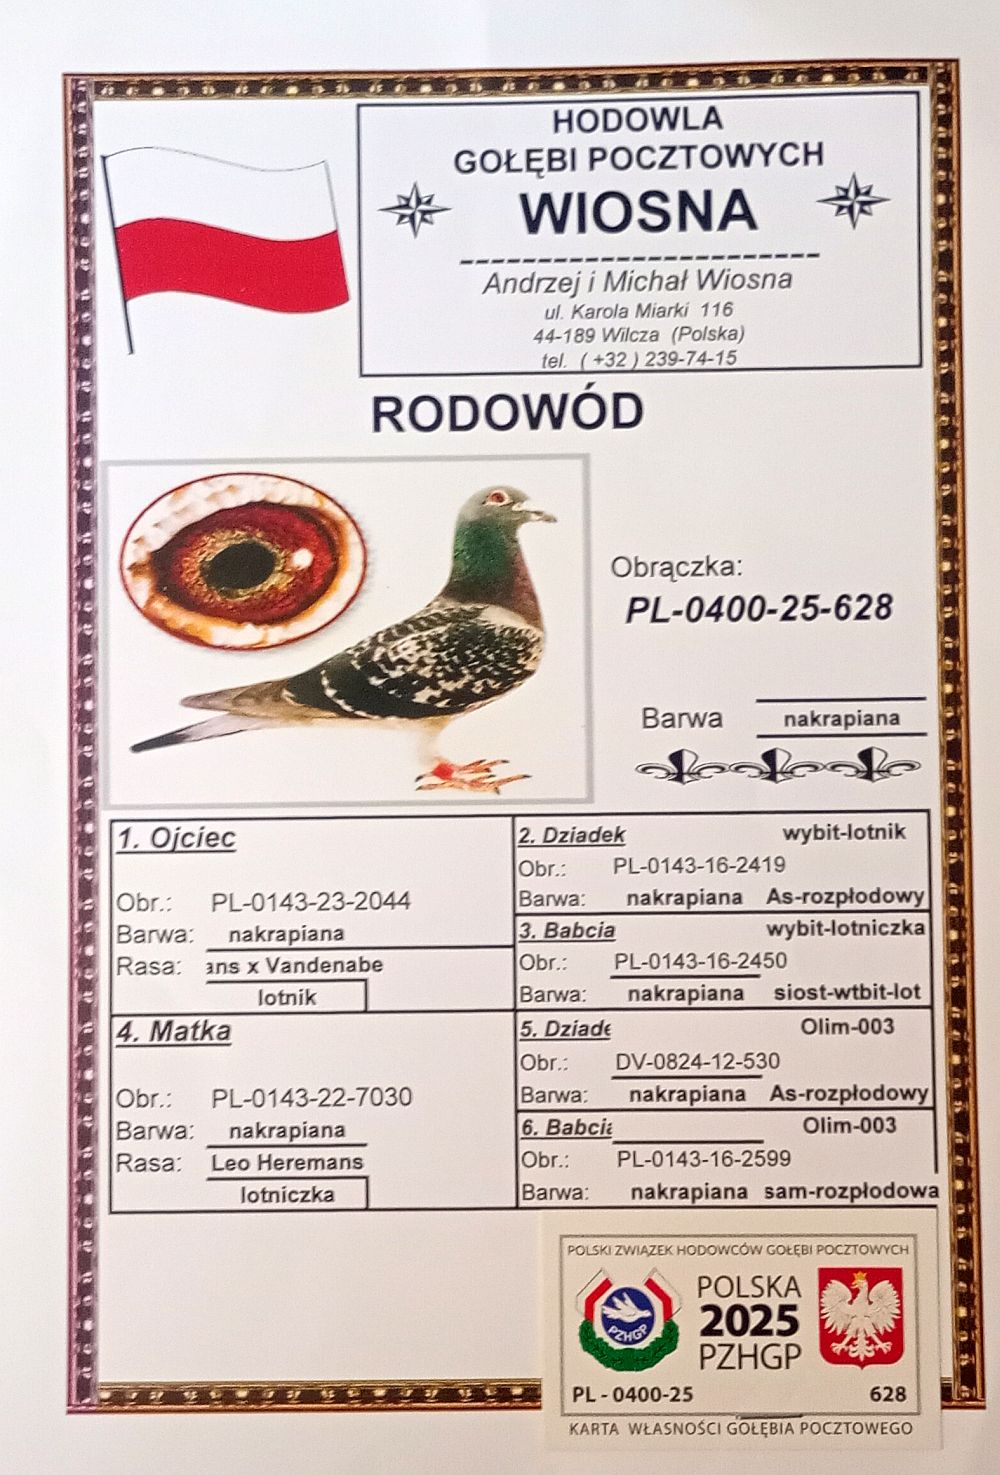 HODOWLA
GOŁĘBI POCZTOWYCH
WIOSNA
Andrzej i Michał Wiosna
ul. Karola Miarki 116
44-189 Wilcza (Polska)
tel. ( +32 ) 239-74-15
RODOWÓD
Obrączka:
PL-0400-25-628
Barwa nakrapiana
1. Ojciec
Obr.: PL-0143-23-2044
Barwa: nakrapiana
Rasa: ans x Vandenabe
lotnik
2. Dziadek wybit-lotnik
Obr.: PL-0143-16-2419
Barwa: nakrapiana As-rozpłodowy
3. Babcia wybit-lotniczka
Obr.: PL-0143-16-2450
Barwa: nakrapiana siost-wtbit-lot
4. Matka
Obr.: PL-0143-22-7030
Barwa: nakrapiana
Rasa: Leo Heremans
lotniczka
5. Dziade Olim-003
Obr.: DV-0824-12-530
Barwa: nakrapiana As-rozpłodowy
6. Babcia Olim-003
Obr.: PL-0143-16-2599
Barwa: nakrapiana sam-rozpłodowa
POLSKI ZWIĄZEK HODOWCÓW GOŁĘBI POCZTOWYCH
PZHGP
POLSKA
2025
PZHGP
PL - 0400-25 628
KARTA WŁASNOŚCI GOŁĘBIA POCZTOWEGO